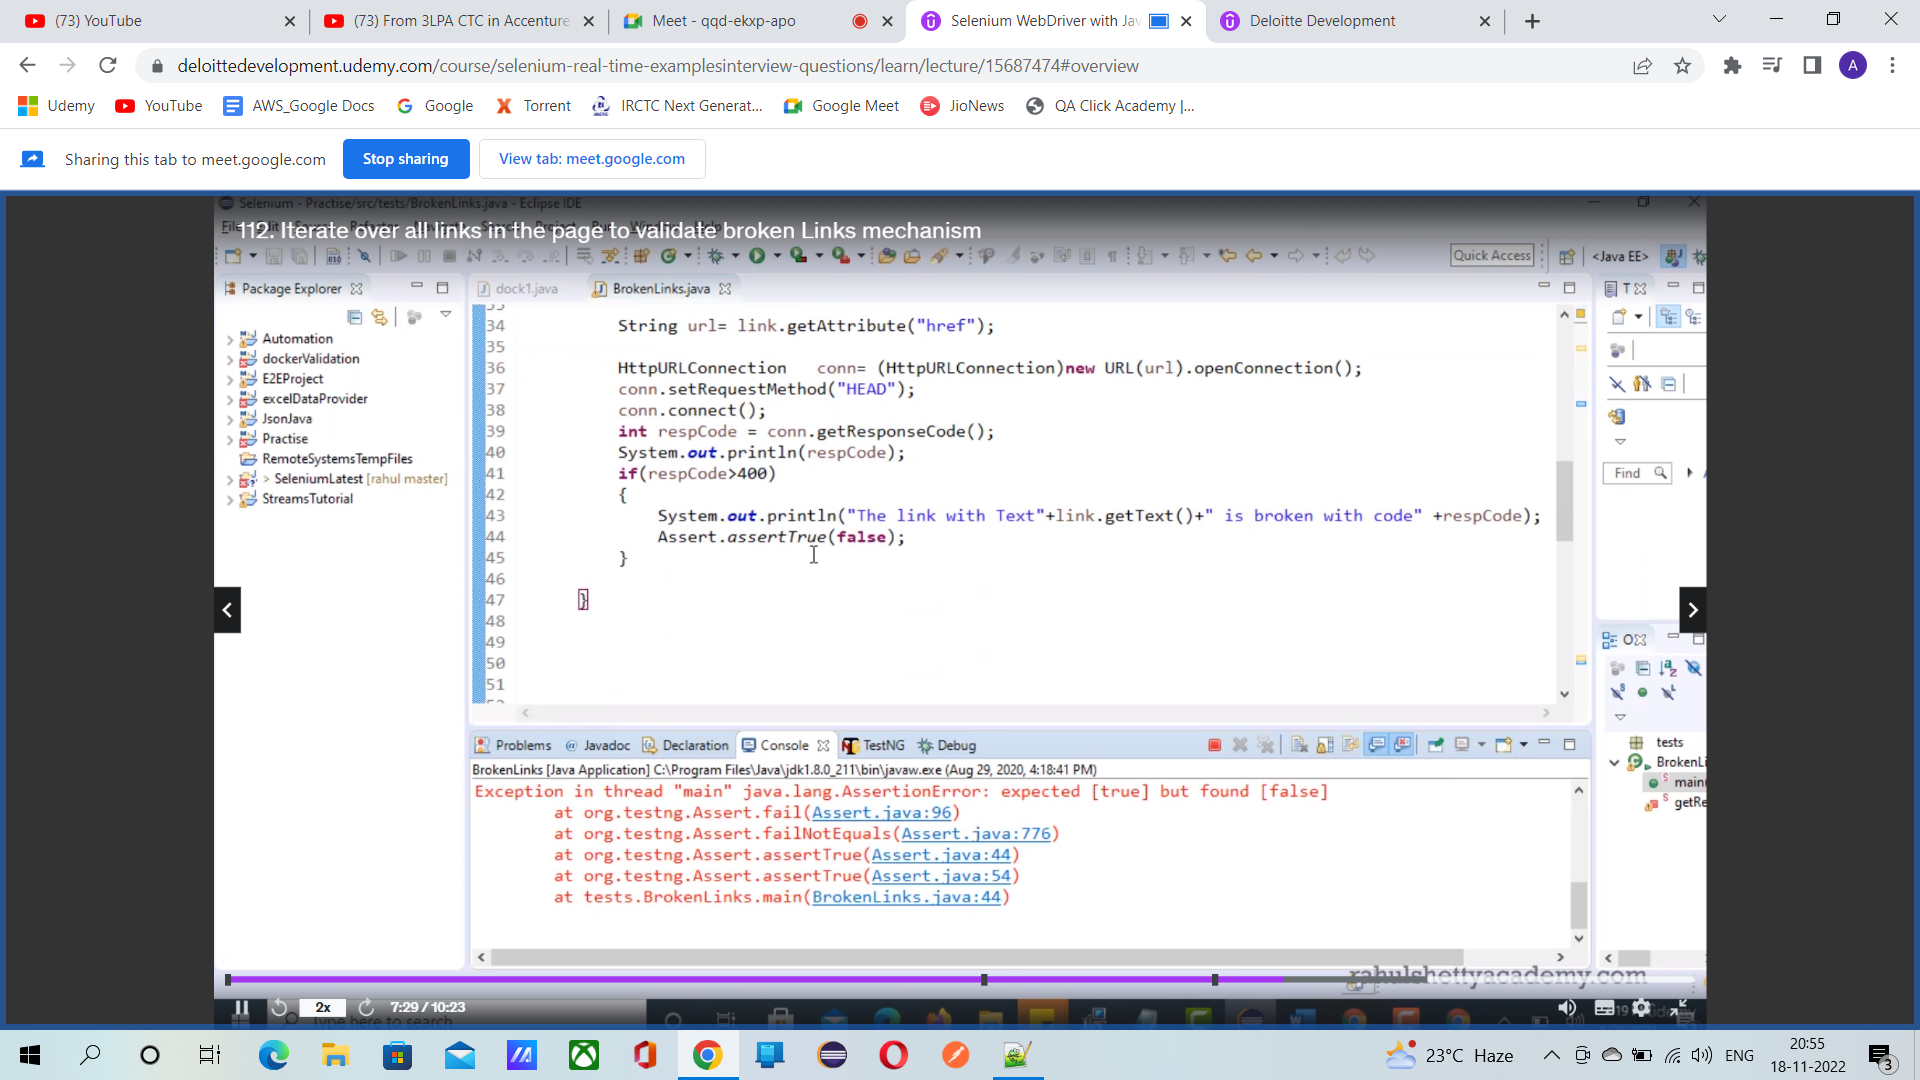 (73) YouTube
(73) From 3LPA CTC in Accenture
Meet - qqd-ekxp-apo
Selenium WebDriver with Jav
Deloitte Development
deloittedevelopment.udemy.com/course/selenium-real-time-examplesinterview-questions/learn/lecture/15687474#overview
A
Udemy
YouTube
AWS_Google Docs
Google
Torrent
IRCTC Next Generat...
Google Meet
JioNews
QA Click Academy |...
Sharing this tab to meet.google.com
Stop sharing
View tab: meet.google.com
Selenium - Practise/src/tests/BrokenLinks.java - Eclipse IDE
112. Iterate over all links in the page to validate broken Links mechanism
Quick Access
<Java EE>
Package Explorer
dock1.java
BrokenLinks.java
Automation
dockerValidation
E2EProject
excelDataProvider
JsonJava
Practise
RemoteSystemsTempFiles
> SeleniumLatest [rahul master]
StreamsTutorial
34 String url= link.getAttribute("href");
35
36 HttpURLConnection conn= (HttpURLConnection)new URL(url).openConnection();
37 conn.setRequestMethod("HEAD");
38 conn.connect();
39 int respCode = conn.getResponseCode();
40 System.out.println(respCode);
41 if(respCode>400)
42 {
43 System.out.println("The link with Text"+link.getText()+" is broken with code" +respCode);
44 Assert.assertTrue(false);
45 }
46
47 }
48
49
50
51
Find
tests
BrokenLi
main
getRe
Problems
Javadoc
Declaration
Console
TestNG
Debug
BrokenLinks [Java Application] C:\Program Files\Java\jdk1.8.0_211\bin\javaw.exe (Aug 29, 2020, 4:18:41 PM)
Exception in thread "main" java.lang.AssertionError: expected [true] but found [false]
at org.testng.Assert.fail(Assert.java:96)
at org.testng.Assert.failNotEquals(Assert.java:776)
at org.testng.Assert.assertTrue(Assert.java:44)
at org.testng.Assert.assertTrue(Assert.java:54)
at tests.BrokenLinks.main(BrokenLinks.java:44)
rahulshettyacademy.com
2x
7:29 / 10:23
Type here to search
23°C Haze
ENG
20:55
18-11-2022
3